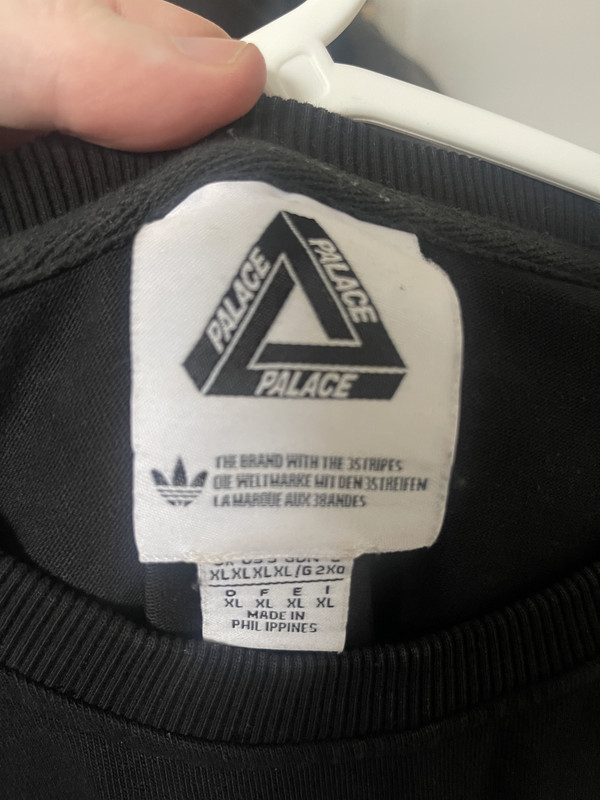 PALACE
PALACE
PALACE
THE BRAND WITH THE 3STRIPES
DIE WELTMARKE MIT DEN 3STREIFEN
LA MARQUE AUX 3BANDES
XL XL XL XL/G 2XO
D F E I
XL XL XL XL
MADE IN
PHILIPPINES